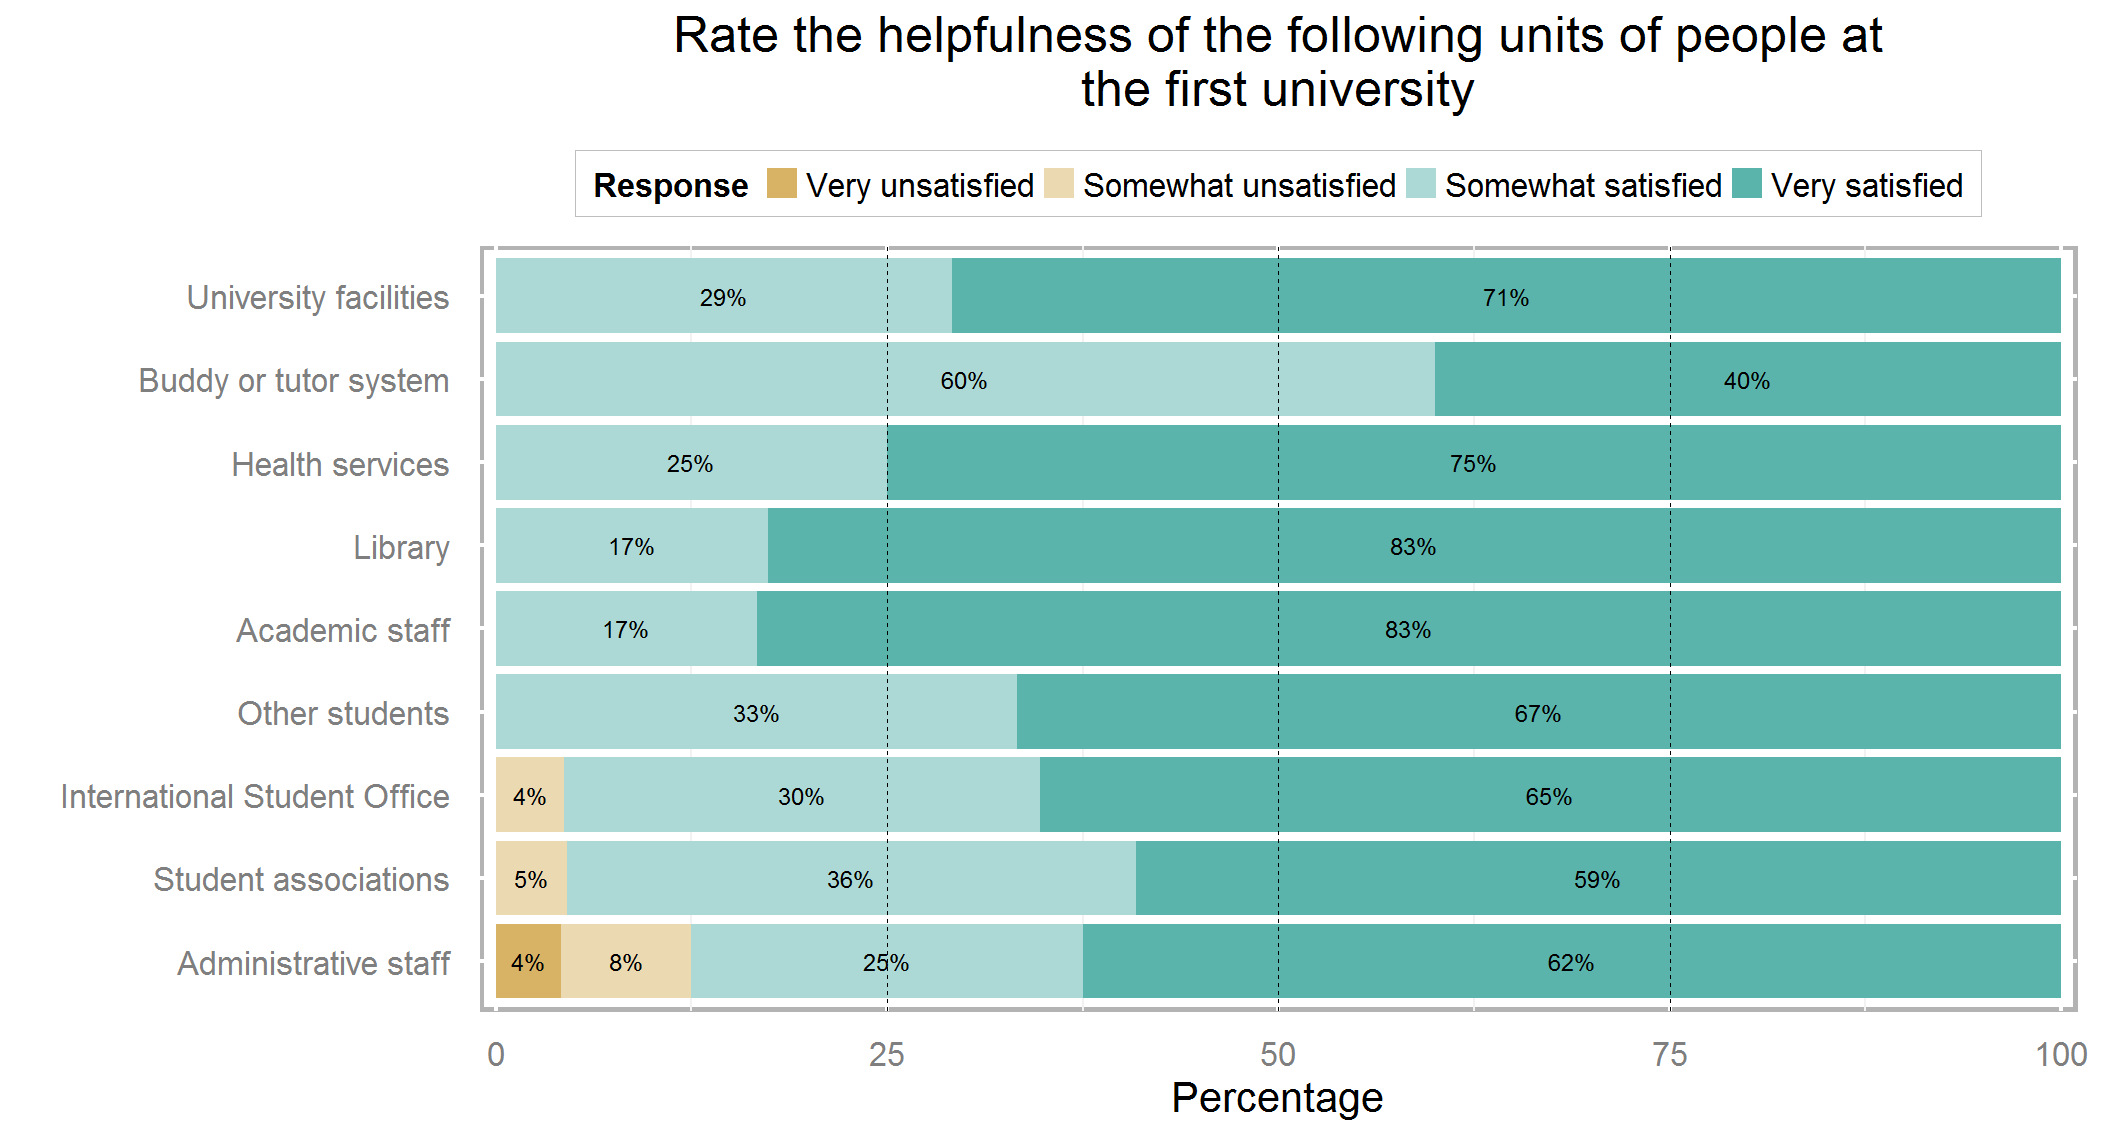 Rate the helpfulness of the following units of people at
the first university
Response Very unsatisfied Somewhat unsatisfied Somewhat satisfied Very satisfied
University facilities 29% 71%
Buddy or tutor system 60% 40%
Health services 25% 75%
Library 17% 83%
Academic staff 17% 83%
Other students 33% 67%
International Student Office 4% 30% 65%
Student associations 5% 36% 59%
Administrative staff 4% 8% 25% 62%
0 25 50 75 100
Percentage